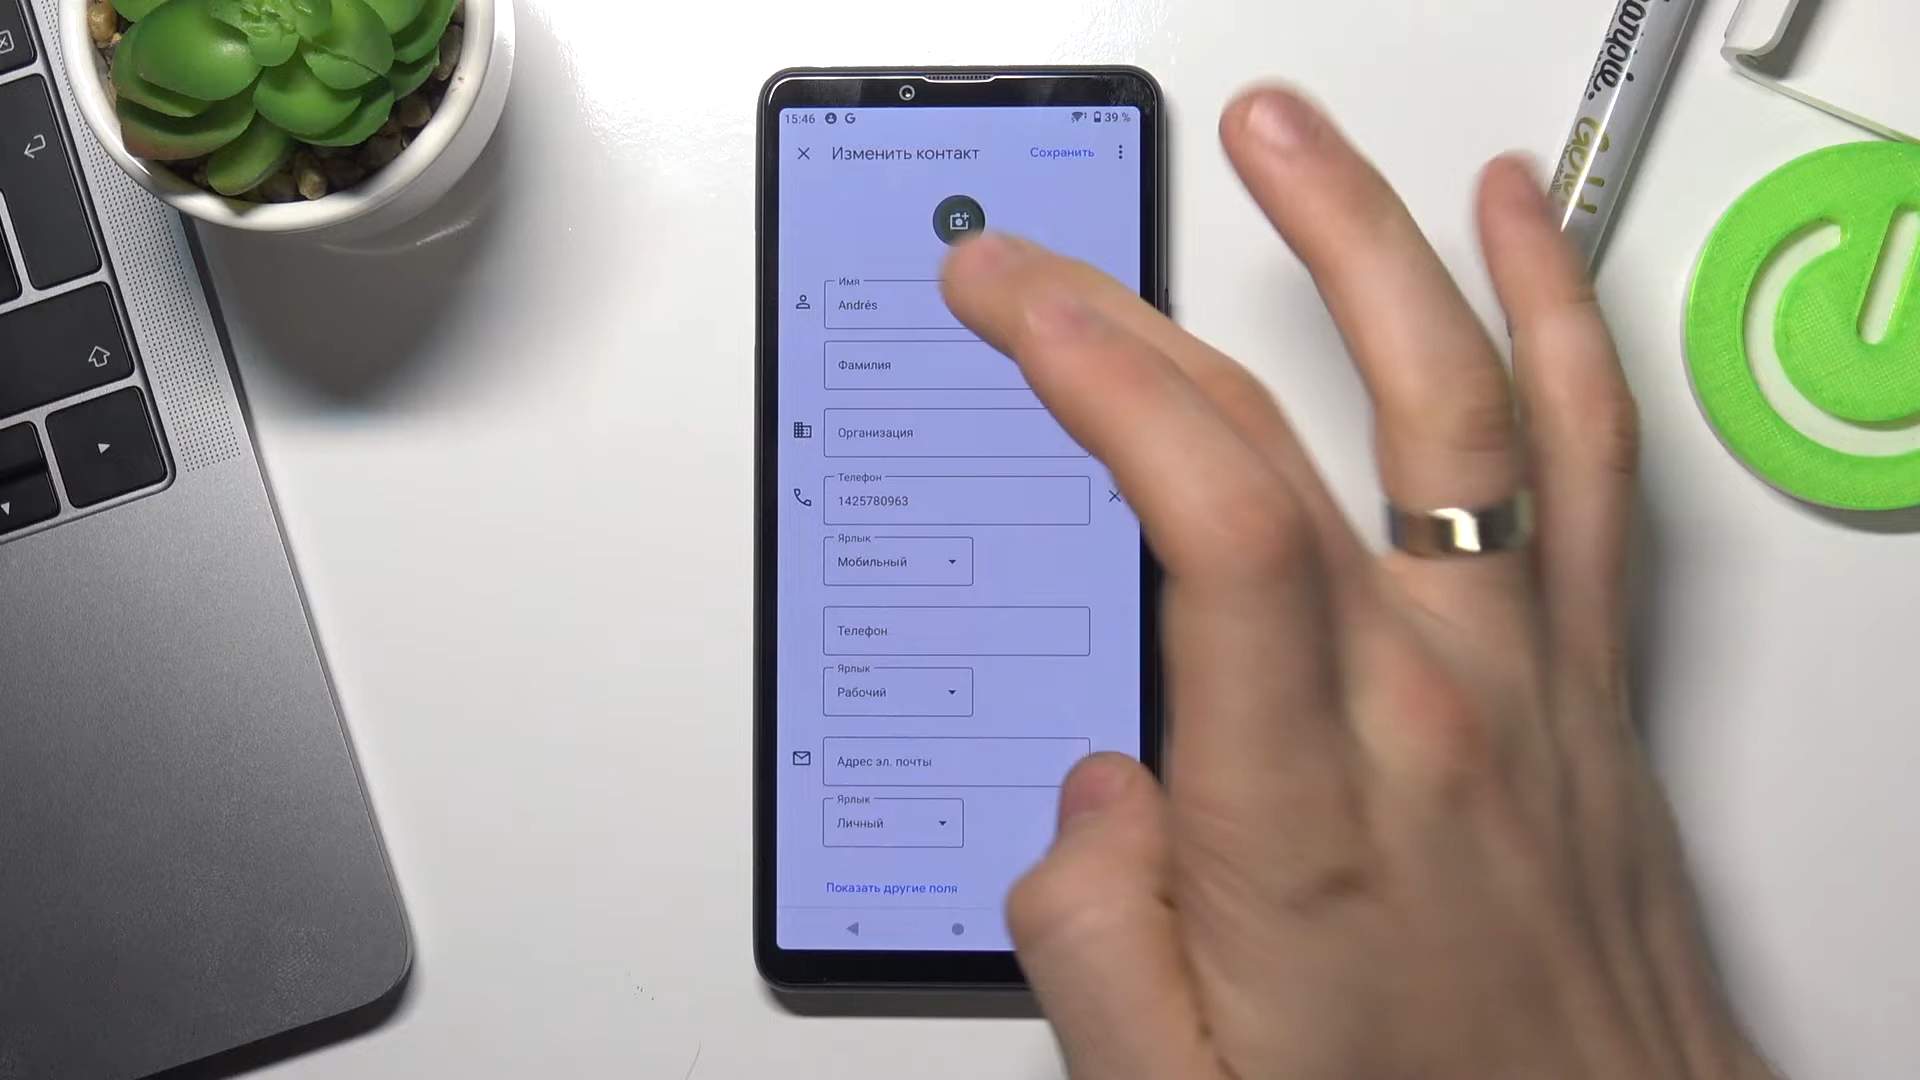 15:46
39 %
Изменить контакт
Сохранить
Имя
Andrés
Фамилия
Организация
Телефон
1425780963
Ярлык
Мобильный
Телефон
Ярлык
Рабочий
Адрес эл. почты
Ярлык
Личный
Показать другие поля